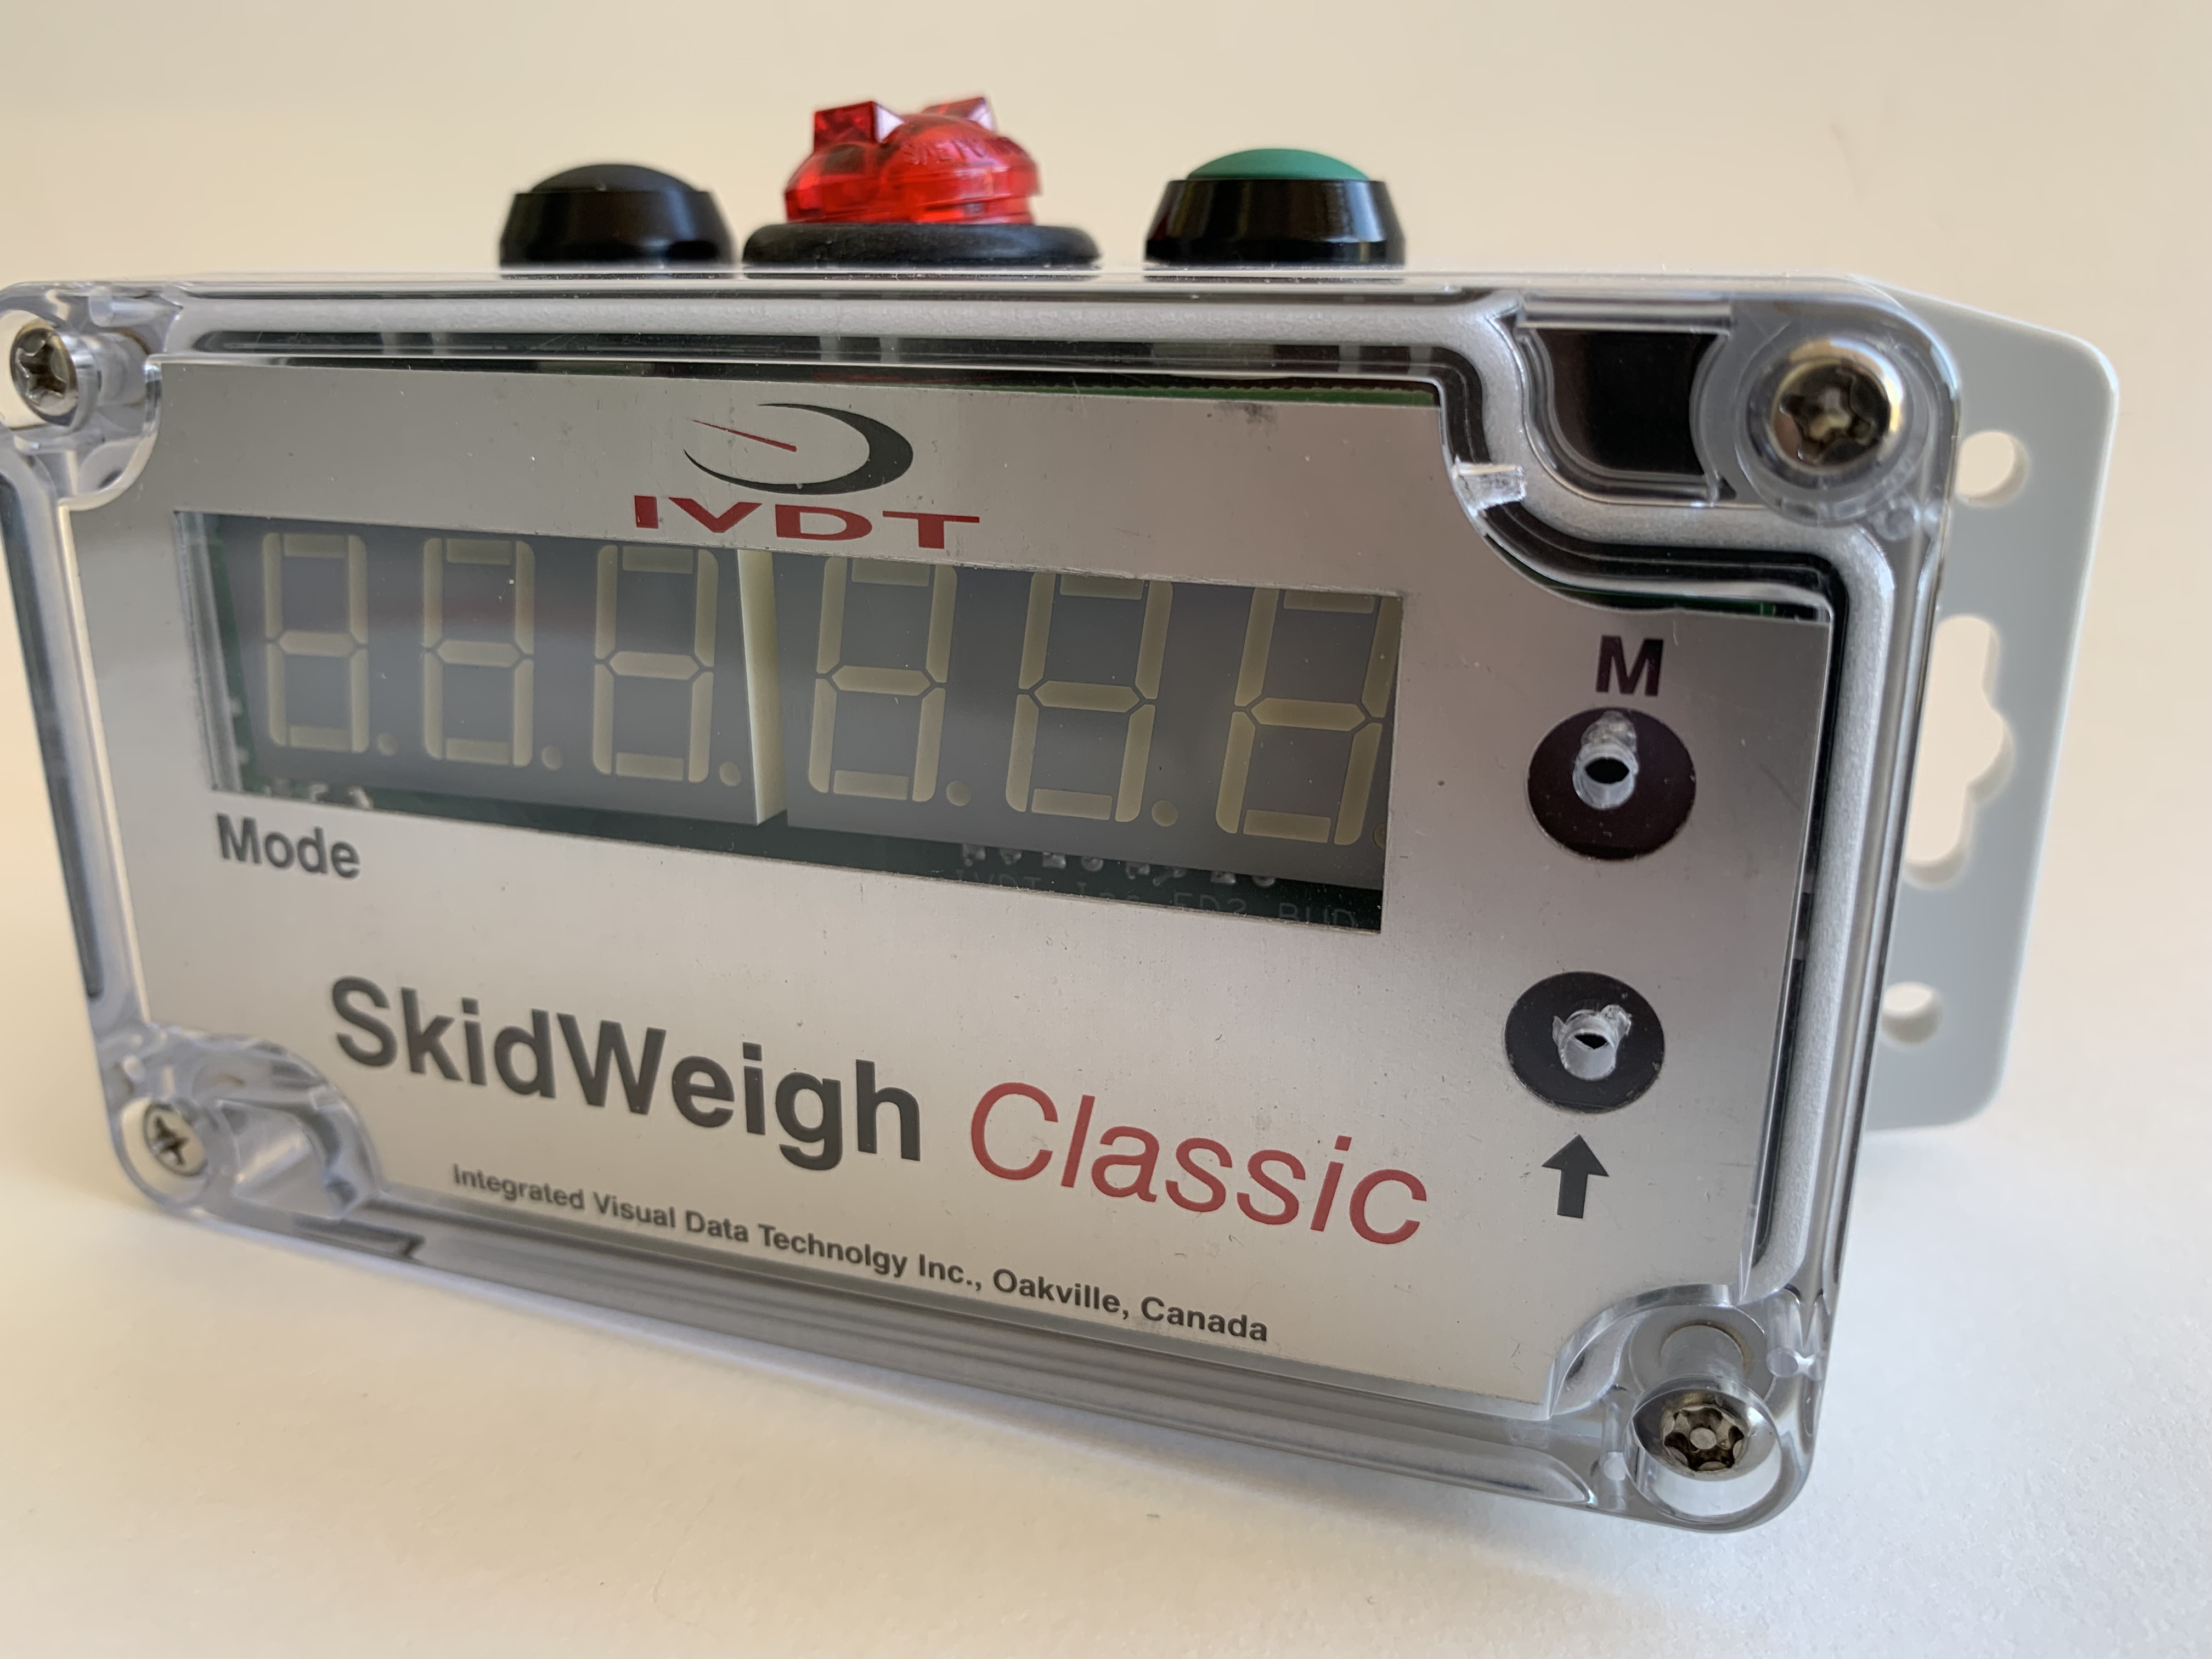 IVDT
M
Mode
SkidWeigh Classic
Integrated Visual Data Technolgy Inc., Oakville, Canada